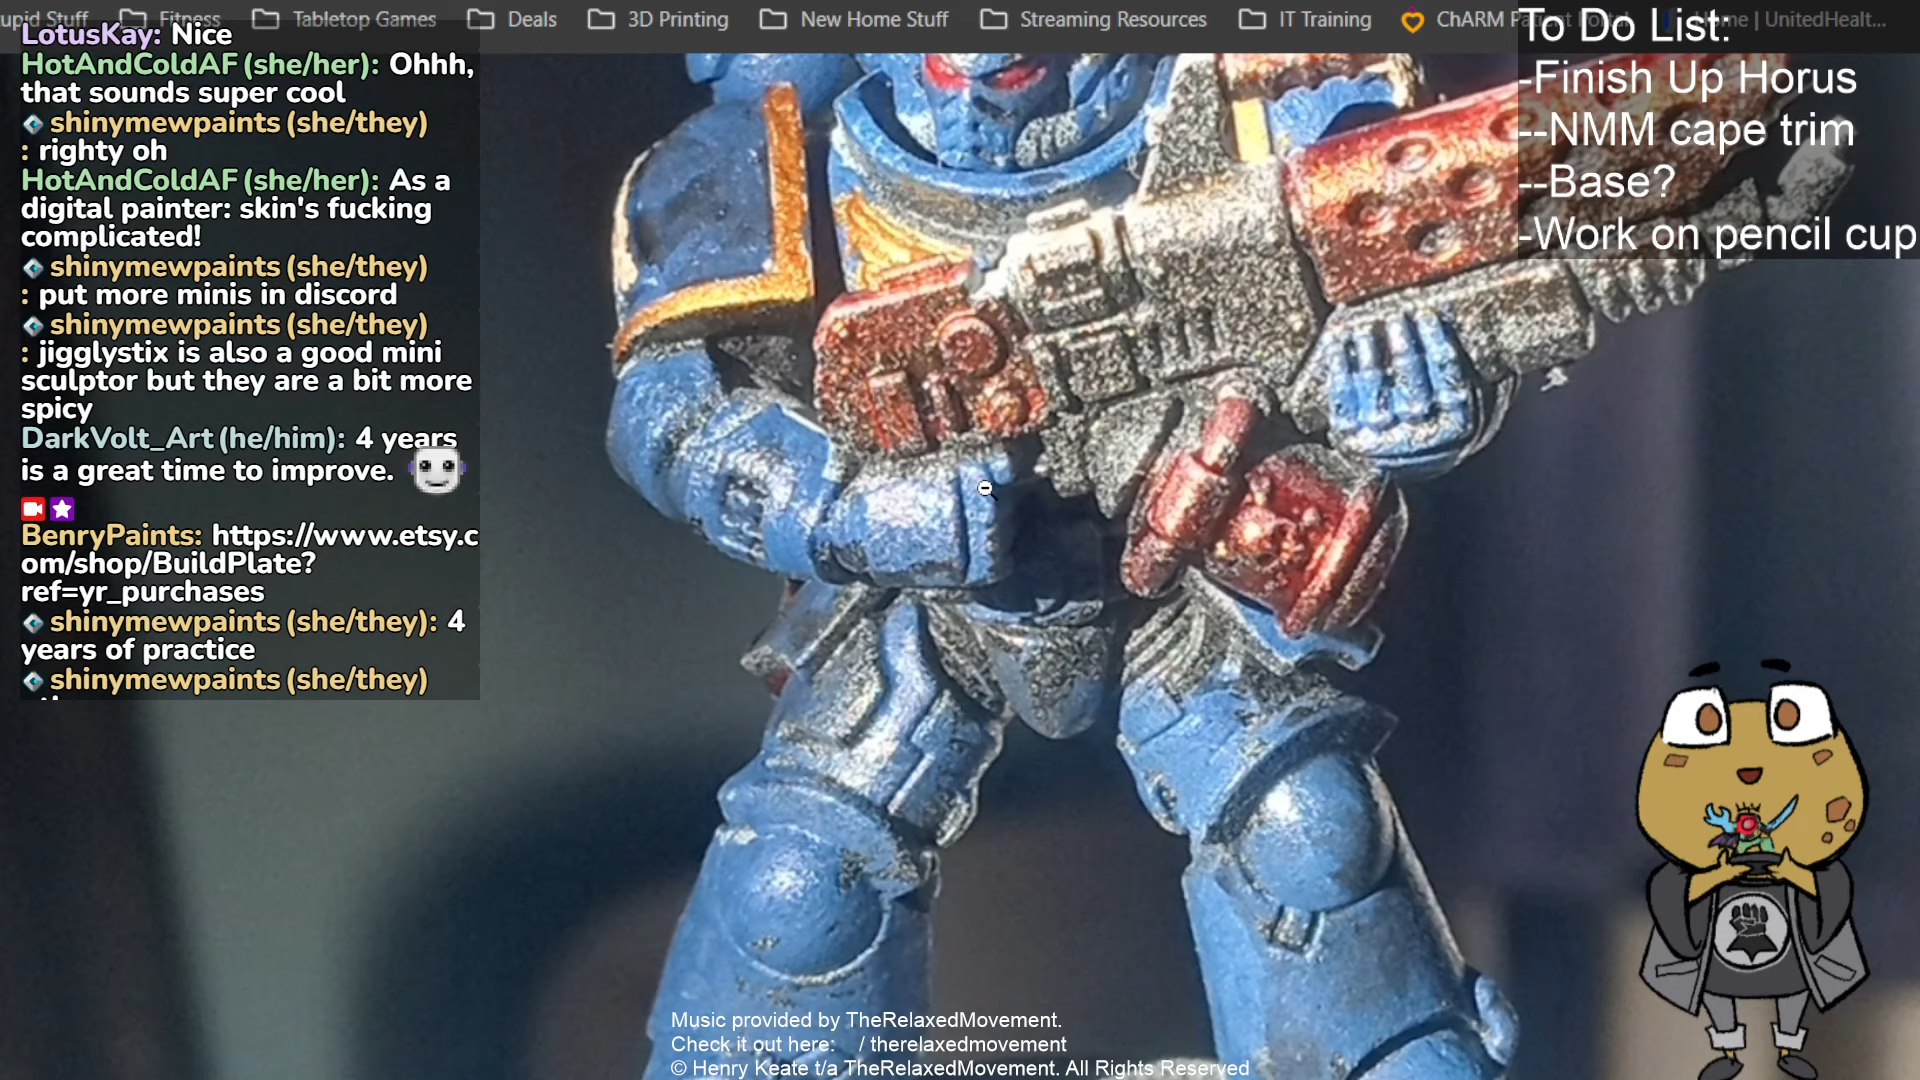 upid Stuff Fitness Tabletop Games Deals 3D Printing New Home Stuff Streaming Resources IT Training ChARM Home | UnitedHealt...
LotusKay: Nice
HotAndColdAF (she/her): Ohhh,
that sounds super cool
shinymewpaints (she/they)
: righty oh
HotAndColdAF (she/her): As a
digital painter: skin's fucking
complicated!
shinymewpaints (she/they)
: put more minis in discord
shinymewpaints (she/they)
: jigglystix is also a good mini
sculptor but they are a bit more
spicy
DarkVolt_Art (he/him): 4 years
is a great time to improve.
BenryPaints: https://www.etsy.c
om/shop/BuildPlate?
ref=yr_purchases
shinymewpaints (she/they): 4
years of practice
shinymewpaints (she/they)
To Do List:
-Finish Up Horus
--NMM cape trim
--Base?
-Work on pencil cup
Music provided by TheRelaxedMovement.
Check it out here: / therelaxedmovement
© Henry Keate t/a TheRelaxedMovement. All Rights Reserved